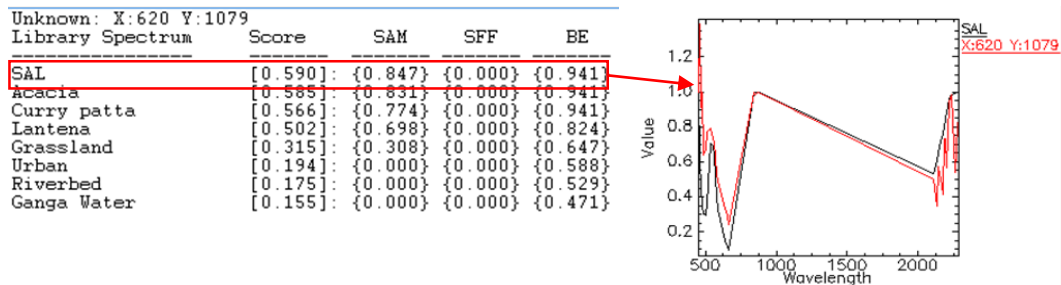 Unknown: X:620 Y:1079
Library Spectrum Score SAM SFF BE
SAL [0.590]: {0.847} {0.000} {0.941}
Acacia [0.585]: {0.831} {0.000} {0.941}
Curry patta [0.566]: {0.774} {0.000} {0.941}
Lantena [0.502]: {0.698} {0.000} {0.824}
Grassland [0.315]: {0.308} {0.000} {0.647}
Urban [0.194]: {0.000} {0.000} {0.588}
Riverbed [0.175]: {0.000} {0.000} {0.529}
Ganga Water [0.155]: {0.000} {0.000} {0.471}
SAL
X:620 Y:1079
1.2
1.0
0.8
0.6
0.4
0.2
Value
500 1000 1500 2000
Wavelength